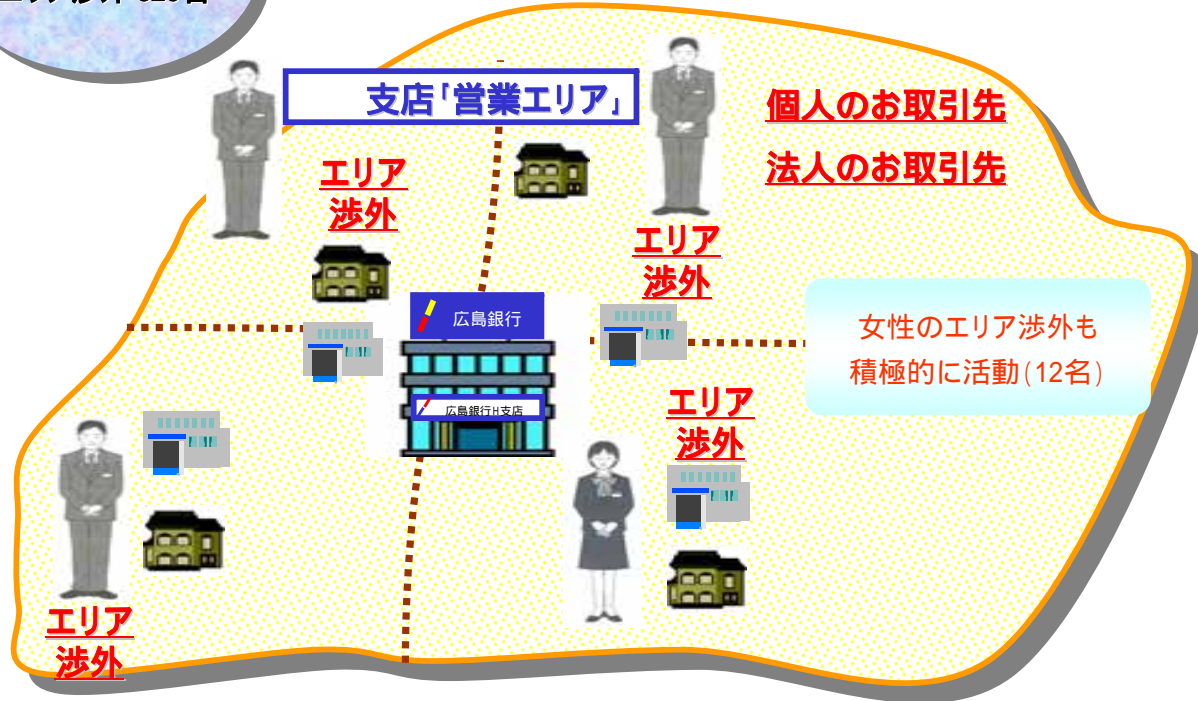 支店「営業エリア」
個人のお取引先
法人のお取引先
エリア
渉外
エリア
渉外
広島銀行
女性のエリア渉外も
積極的に活動(12名)
広島銀行H支店
エリア
渉外
エリア
渉外